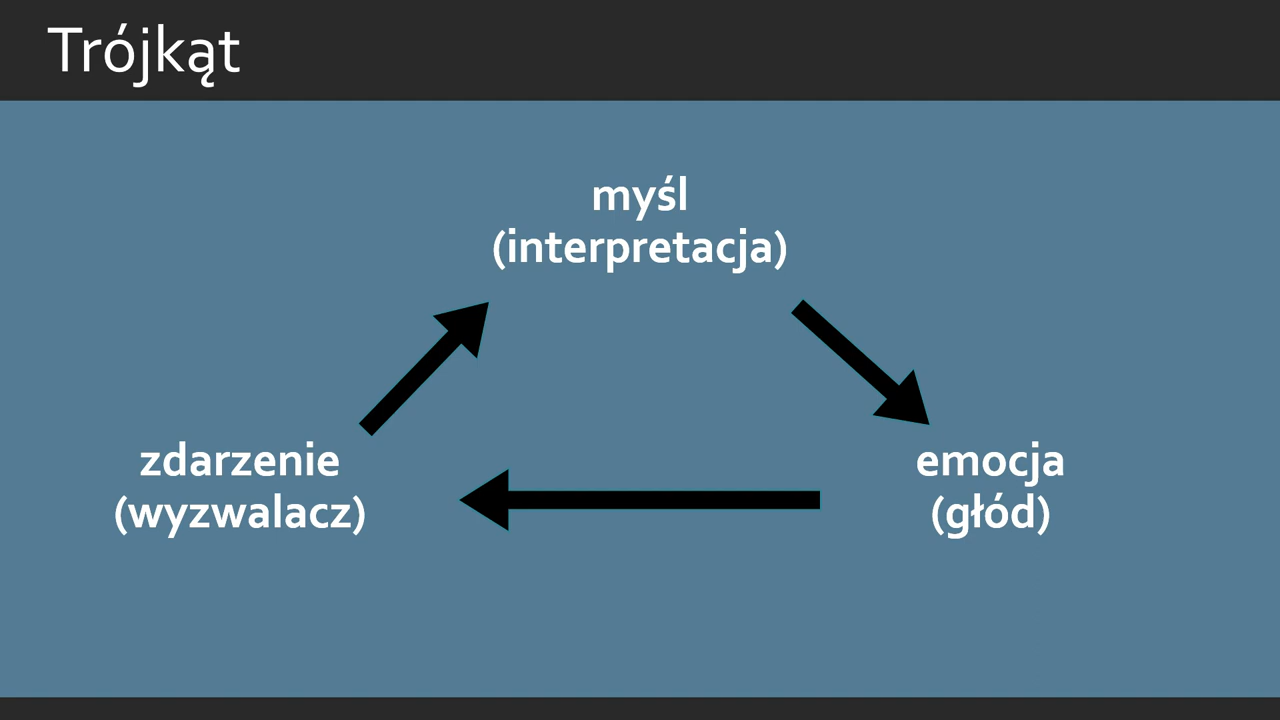 Trójkąt
myśl
(interpretacja)
zdarzenie
(wyzwalacz)
emocja
(głód)